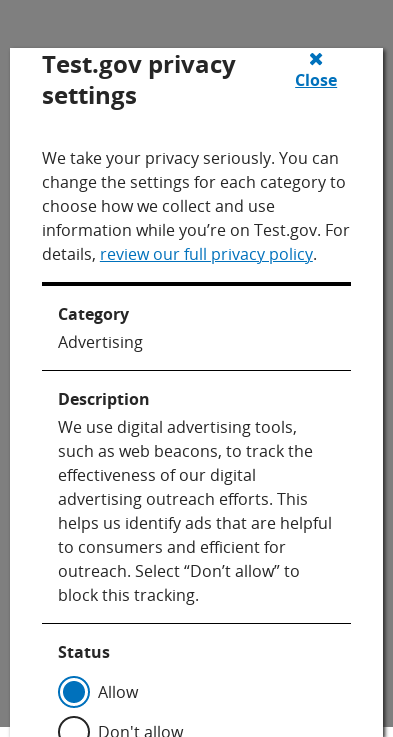 Test.gov privacy
settings
Close
We take your privacy seriously. You can
change the settings for each category to
choose how we collect and use
information while you’re on Test.gov. For
details, review our full privacy policy.
Category
Advertising
Description
We use digital advertising tools,
such as web beacons, to track the
effectiveness of our digital
advertising outreach efforts. This
helps us identify ads that are helpful
to consumers and efficient for
outreach. Select “Don’t allow” to
block this tracking.
Status
Allow
Don't allow